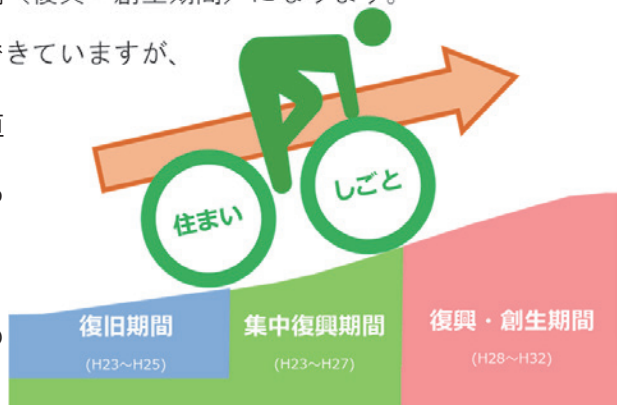 （復興・創生期間）になります。
きていますが、
住まい
しごと
復旧期間
集中復興期間
復興・創生期間
(H23～H25)
(H23～H27)
(H28～H32)